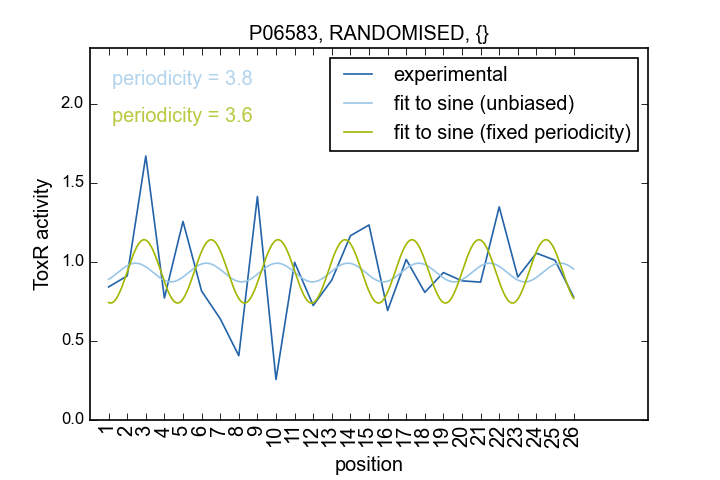 P06583, RANDOMISED, {}
periodicity = 3.8
periodicity = 3.6
experimental
fit to sine (unbiased)
fit to sine (fixed periodicity)
ToxR activity
2.0
1.5
1.0
0.5
0.0
1 2 3 4 5 6 7 8 9 10 11 12 13 14 15 16 17 18 19 20 21 22 23 24 25 26
position